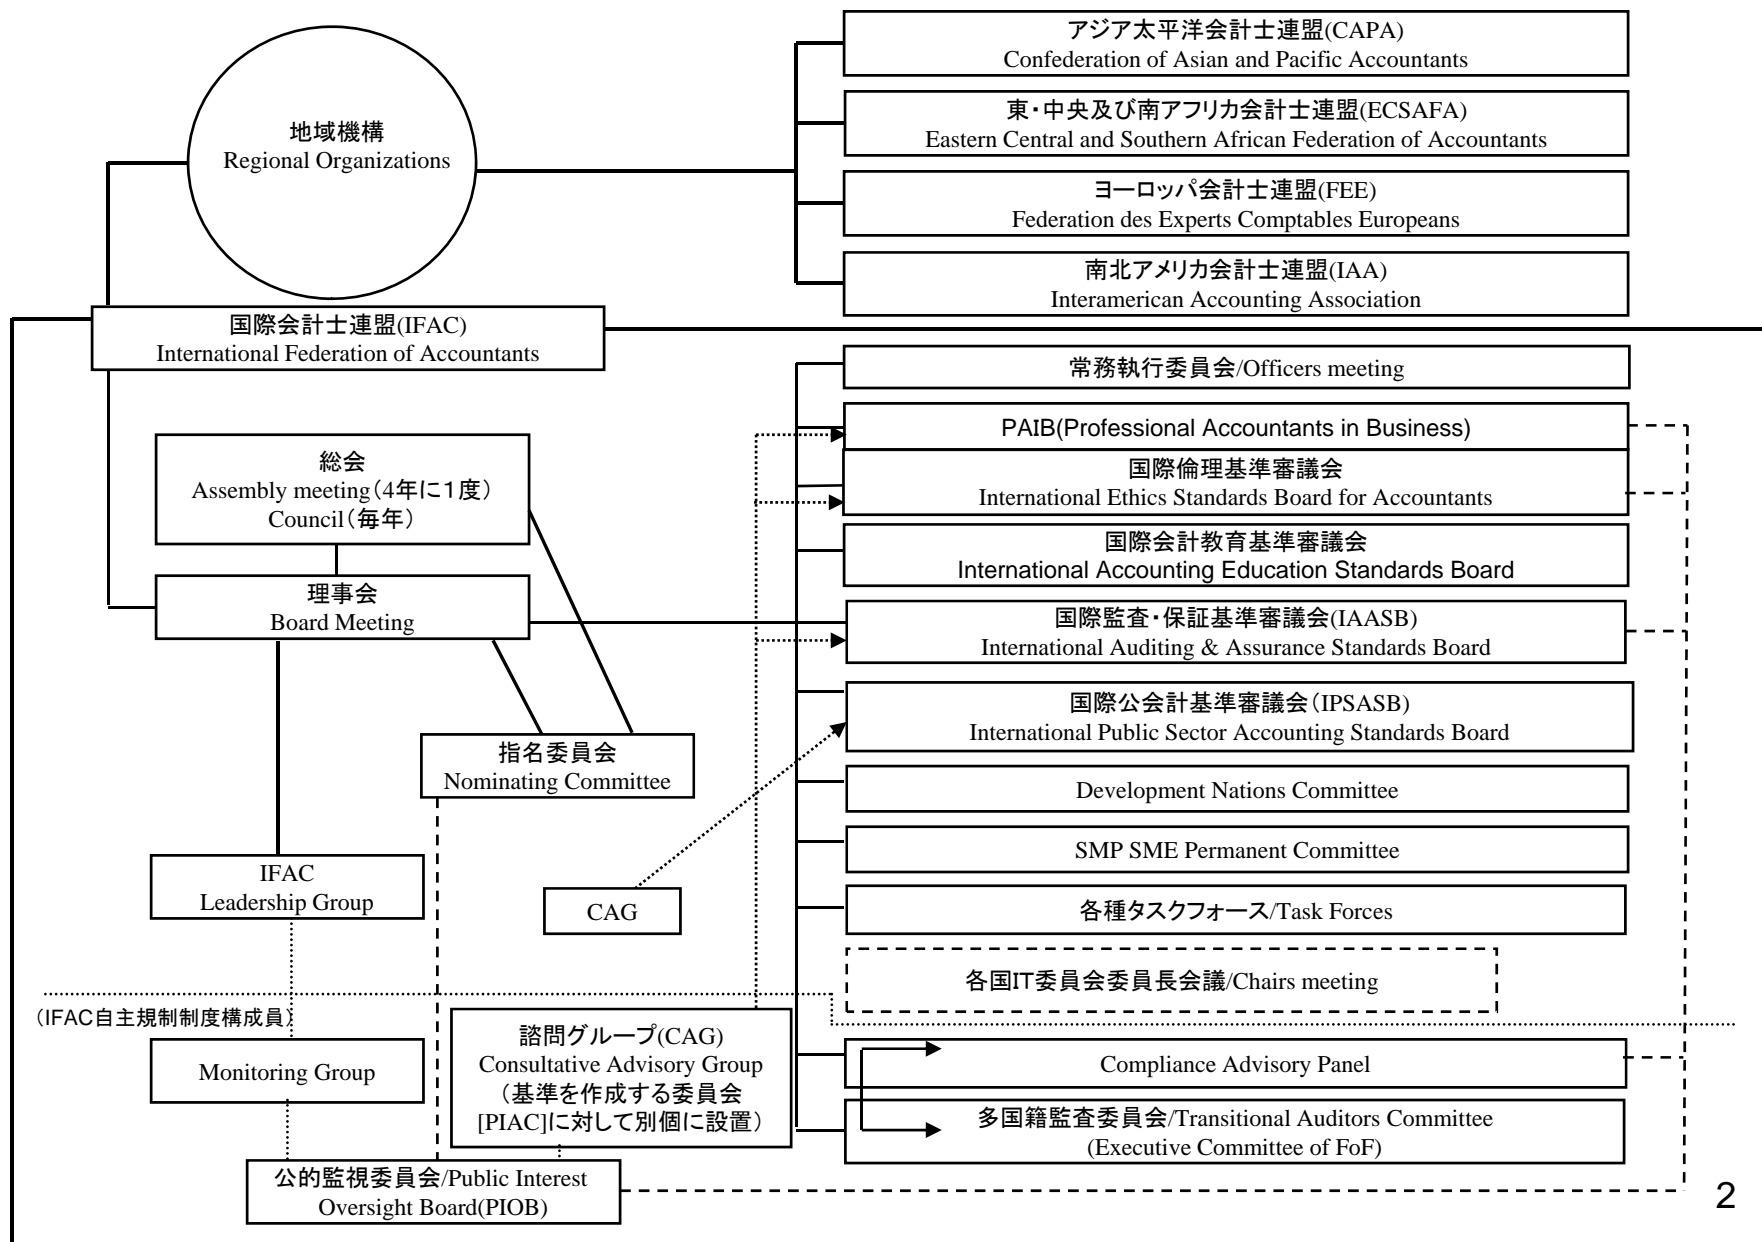 地域機構
Regional Organizations
アジア太平洋会計士連盟(CAPA)
Confederation of Asian and Pacific Accountants
東・中央及び南アフリカ会計士連盟(ECSAFA)
Eastern Central and Southern African Federation of Accountants
ヨーロッパ会計士連盟(FEE)
Federation des Experts Comptables Europeans
南北アメリカ会計士連盟(IAA)
Interamerican Accounting Association
国際会計士連盟(IFAC)
International Federation of Accountants
常務執行委員会/Officers meeting
PAIB(Professional Accountants in Business)
国際倫理基準審議会
International Ethics Standards Board for Accountants
国際会計教育基準審議会
International Accounting Education Standards Board
国際監査・保証基準審議会(IAASB)
International Auditing & Assurance Standards Board
国際公会計基準審議会(IPSASB)
International Public Sector Accounting Standards Board
Development Nations Committee
SMP SME Permanent Committee
各種タスクフォース/Task Forces
各国IT委員会委員長会議/Chairs meeting
総会
Assembly meeting(4年に1度)
Council(毎年)
理事会
Board Meeting
指名委員会
Nominating Committee
IFAC
Leadership Group
CAG
(IFAC自主規制制度構成員)
Monitoring Group
諮問グループ(CAG)
Consultative Advisory Group
(基準を作成する委員会
[PIAC]に対して別個に設置)
Compliance Advisory Panel
多国籍監査委員会/Transitional Auditors Committee
(Executive Committee of FoF)
公的監視委員会/Public Interest
Oversight Board(PIOB)
2